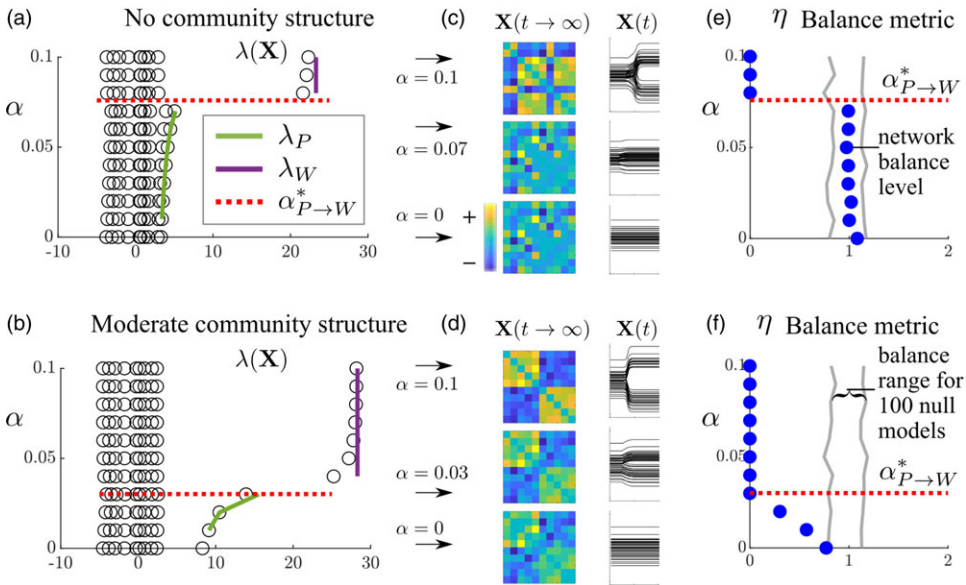 (a) No community structure
λ(X)
0.1
α
0.05
0
-10 0 10 20 30
λ_P
λ_W
α*_{P→W}
(c) X(t → ∞) X(t)
α = 0.1
α = 0.07
α = 0
+
−
(e) η Balance metric
0.1
α*_{P→W}
α
0.05
network
balance
level
0
0 1 2
(b) Moderate community structure
λ(X)
0.1
α
0.05
0
-10 0 10 20 30
(d) X(t → ∞) X(t)
α = 0.1
α = 0.03
α = 0
(f) η Balance metric
0.1
balance
range for
100 null
models
α
0.05
α*_{P→W}
0
0 1 2